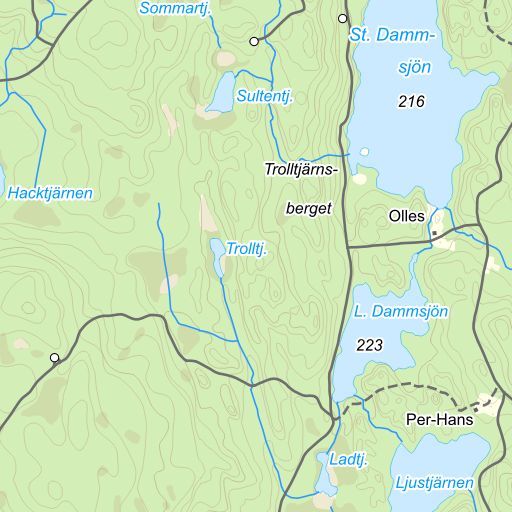 Sommartj.
St. Damm-
sjön
216
Sultentj.
Trolltjärns-
berget
Hacktjärnen
Olles
Trolltj.
L. Dammsjön
223
Per-Hans
Ladtj.
Ljustjärnen